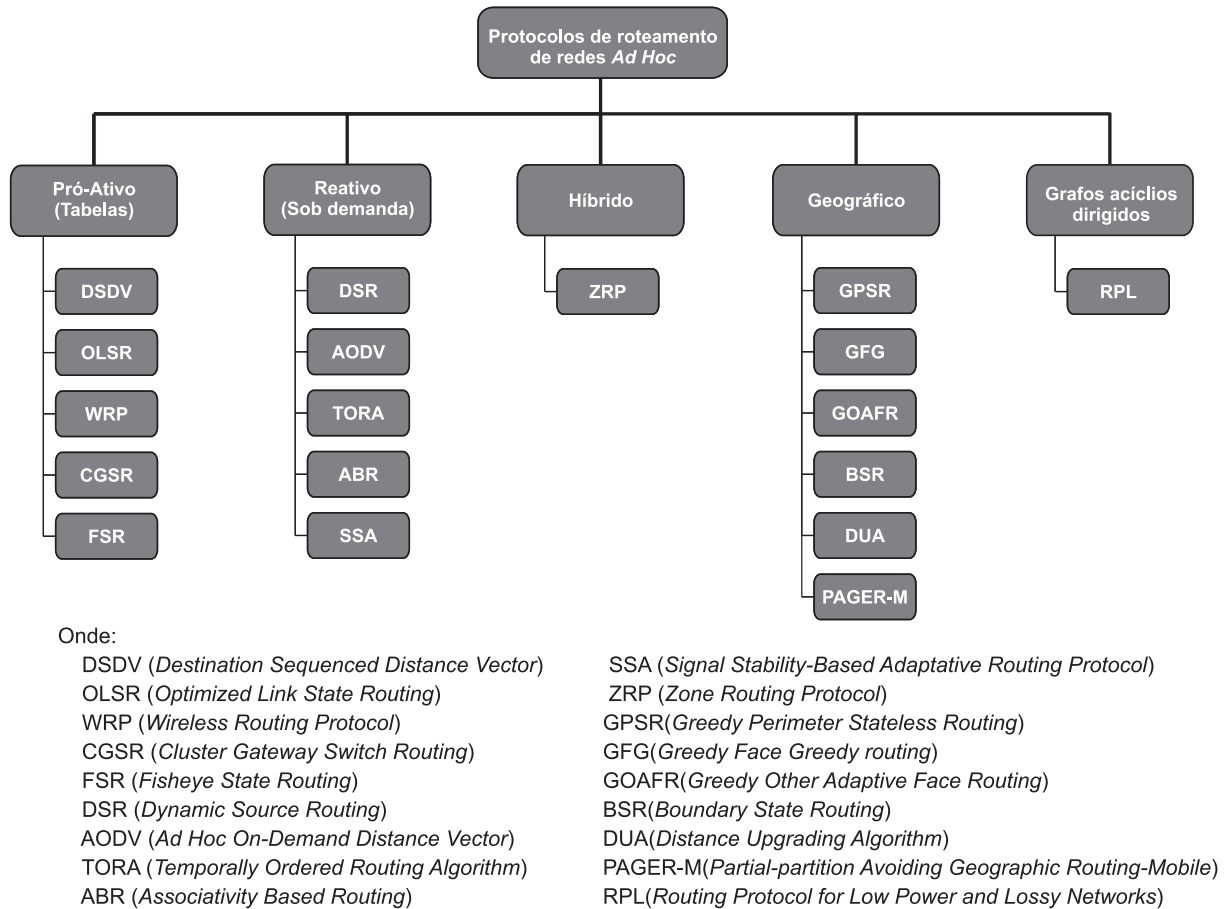 Protocolos de roteamento
de redes Ad Hoc
Pró-Ativo
(Tabelas)
Reativo
(Sob demanda)
Híbrido
Geográfico
Grafos acíclios
dirigidos
DSDV
OLSR
WRP
CGSR
FSR
DSR
AODV
TORA
ABR
SSA
ZRP
GPSR
GFG
GOAFR
BSR
DUA
PAGER-M
RPL
Onde:
DSDV (Destination Sequenced Distance Vector)
OLSR (Optimized Link State Routing)
WRP (Wireless Routing Protocol)
CGSR (Cluster Gateway Switch Routing)
FSR (Fisheye State Routing)
DSR (Dynamic Source Routing)
AODV (Ad Hoc On-Demand Distance Vector)
TORA (Temporally Ordered Routing Algorithm)
ABR (Associativity Based Routing)
SSA (Signal Stability-Based Adaptative Routing Protocol)
ZRP (Zone Routing Protocol)
GPSR(Greedy Perimeter Stateless Routing)
GFG(Greedy Face Greedy routing)
GOAFR(Greedy Other Adaptive Face Routing)
BSR(Boundary State Routing)
DUA(Distance Upgrading Algorithm)
PAGER-M(Partial-partition Avoiding Geographic Routing-Mobile)
RPL(Routing Protocol for Low Power and Lossy Networks)